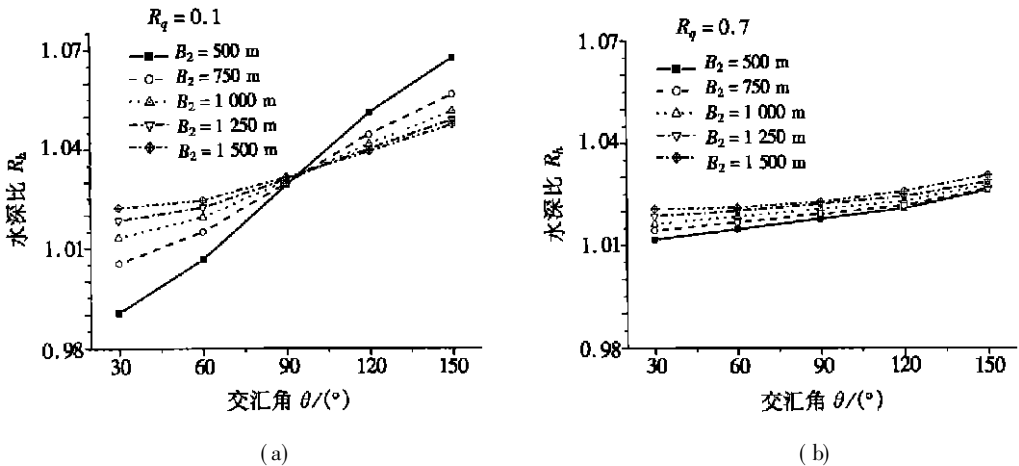 R_q = 0.1
1.07
1.04
1.01
0.98
水深比 R_h
B_2 = 500 m
B_2 = 750 m
B_2 = 1 000 m
B_2 = 1 250 m
B_2 = 1 500 m
30 60 90 120 150
交汇角 θ/(°)
(a)
R_q = 0.7
1.07
1.04
1.01
0.98
水深比 R_h
B_2 = 500 m
B_2 = 750 m
B_2 = 1 000 m
B_2 = 1 250 m
B_2 = 1 500 m
30 60 90 120 150
交汇角 θ/(°)
(b)